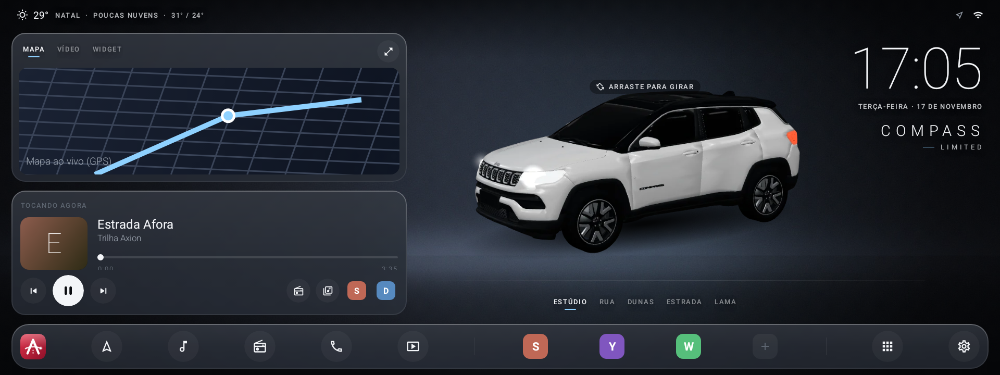 29° NATAL · POUCAS NUVENS · 31° / 24°
MAPA VÍDEO WIDGET
Mapa ao vivo (GPS)
TOCANDO AGORA
E
Estrada Afora
Trilha Axion
S D
ARRASTE PARA GIRAR
17:05
TERÇA-FEIRA · 17 DE NOVEMBRO
COMPASS
LIMITED
ESTÚDIO RUA DUNAS ESTRADA LAMA
S Y W